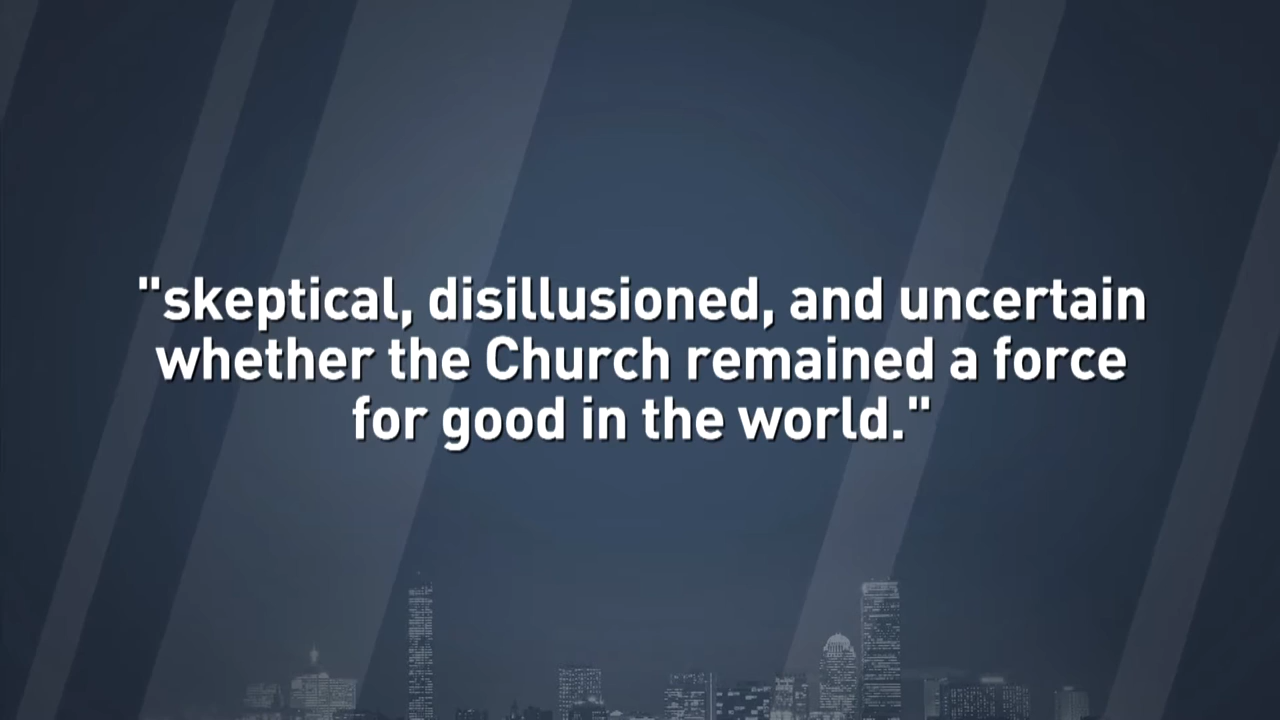 "skeptical, disillusioned, and uncertain
whether the Church remained a force
for good in the world."